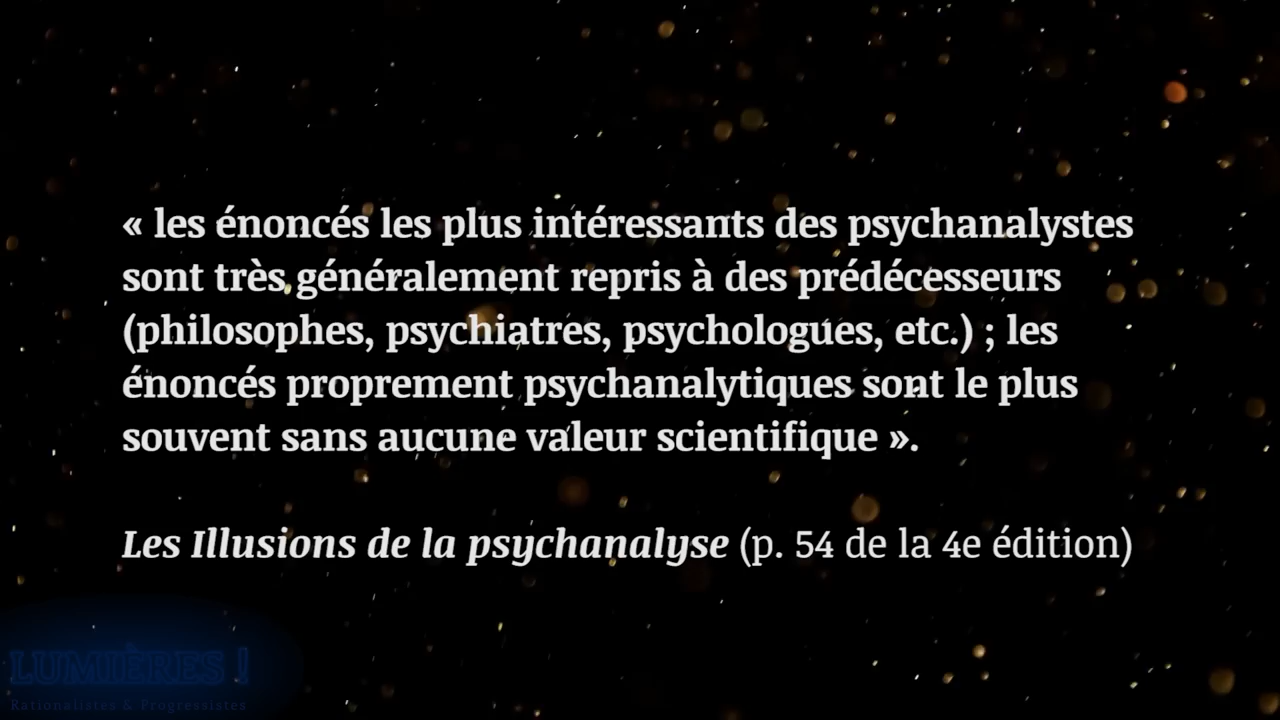 « les énoncés les plus intéressants des psychanalystes
sont très généralement repris à des prédécesseurs
(philosophes, psychiatres, psychologues, etc.) ; les
énoncés proprement psychanalytiques sont le plus
souvent sans aucune valeur scientifique ».
Les Illusions de la psychanalyse (p. 54 de la 4e édition)
LUMIÈRES !
Rationalistes & Progressistes